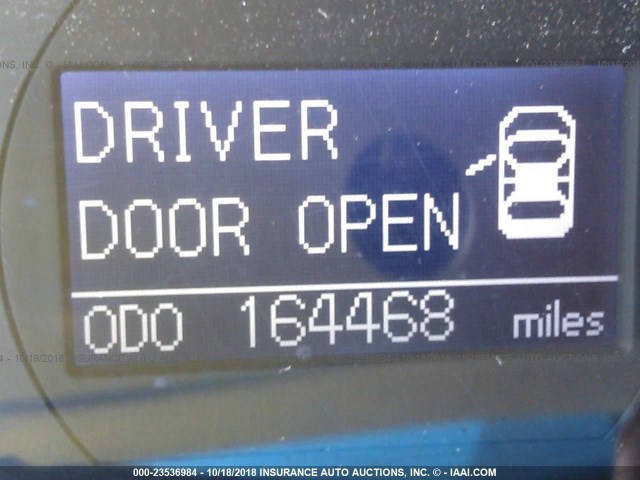 DRIVER
DOOR OPEN
ODO 164468 miles
000-23536984 - 10/18/2018 INSURANCE AUTO AUCTIONS, INC. © - IAAI.COM